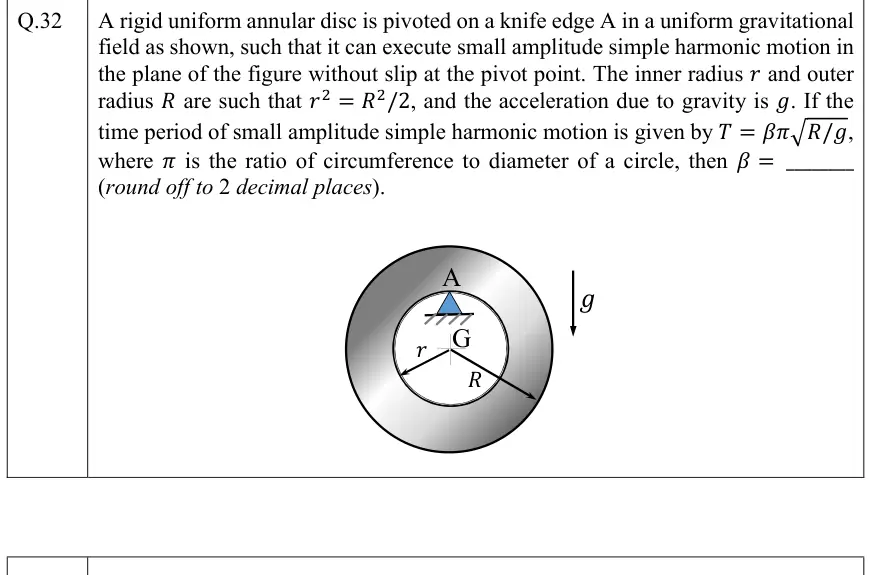 Q.32
A rigid uniform annular disc is pivoted on a knife edge A in a uniform gravitational
field as shown, such that it can execute small amplitude simple harmonic motion in
the plane of the figure without slip at the pivot point. The inner radius r and outer
radius R are such that r² = R²/2, and the acceleration due to gravity is g. If the
time period of small amplitude simple harmonic motion is given by T = βπ√R/g,
where π is the ratio of circumference to diameter of a circle, then β = ______
(round off to 2 decimal places).
A
g
G
r
R